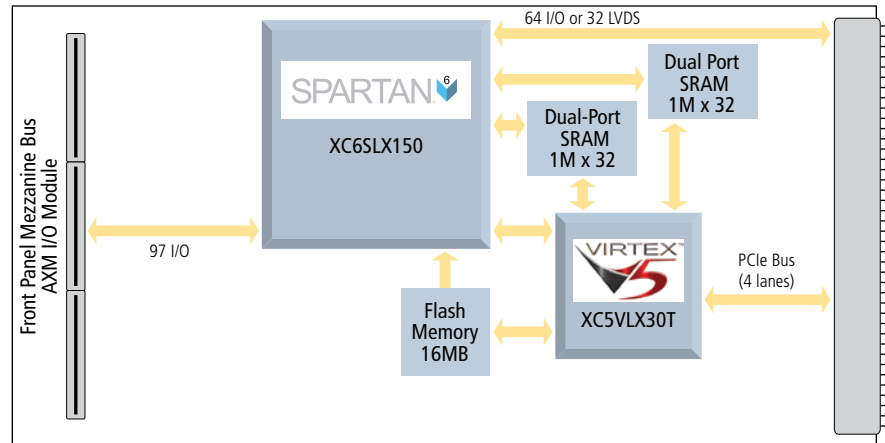 64 I/O or 32 LVDS
Front Panel Mezzanine Bus
AXM I/O Module
97 I/O
SPARTAN 6
XC6SLX150
Dual Port
SRAM
1M x 32
Dual-Port
SRAM
1M x 32
VIRTEX™
5
XC5VLX30T
PCIe Bus
(4 lanes)
Flash
Memory
16MB